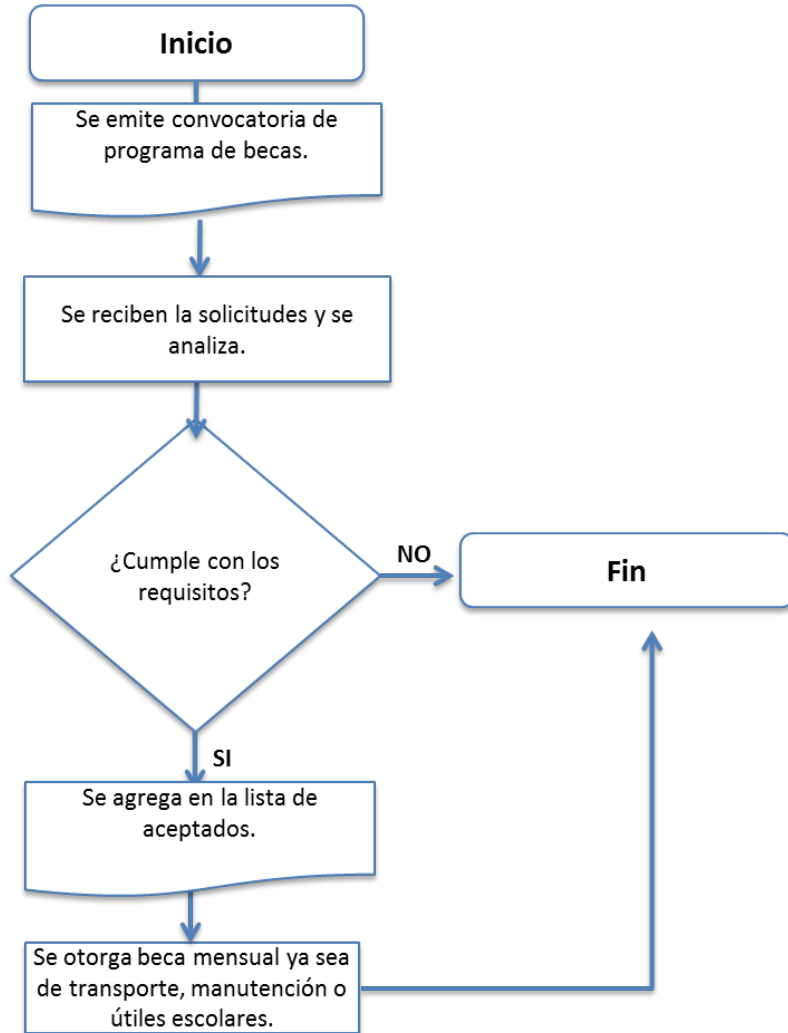 Inicio
Se emite convocatoria de
programa de becas.
Se reciben la solicitudes y se
analiza.
¿Cumple con los
requisitos?
NO
Fin
SI
Se agrega en la lista de
aceptados.
Se otorga beca mensual ya sea
de transporte, manutención o
útiles escolares.